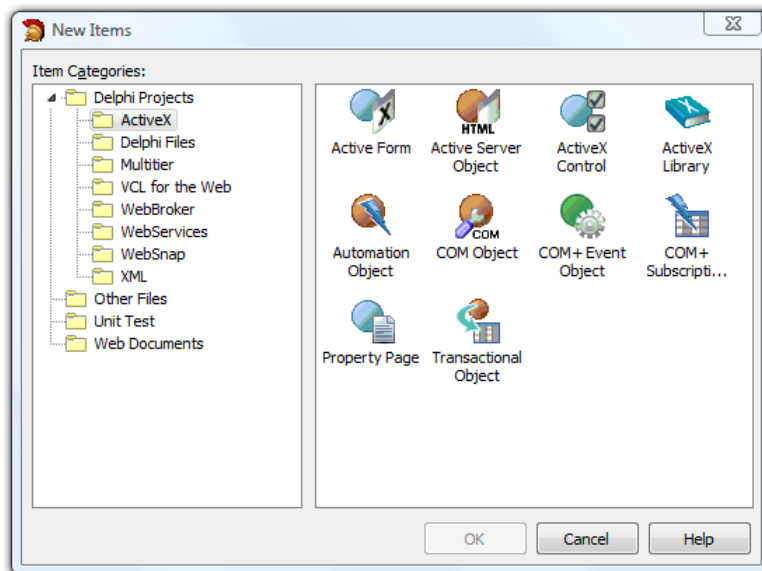 New Items
Item Categories:
Delphi Projects
ActiveX
Delphi Files
Multitier
VCL for the Web
WebBroker
WebServices
WebSnap
XML
Other Files
Unit Test
Web Documents
Active Form
HTML
Active Server
Object
ActiveX
Control
X
ActiveX
Library
Automation
Object
COM
COM Object
COM+ Event
Object
COM+
Subscripti...
Property Page
Transactional
Object
OK
Cancel
Help